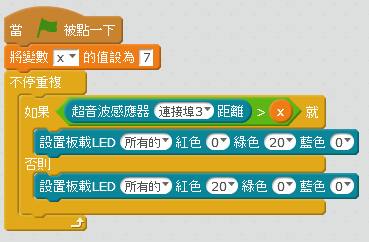 當 被點一下
將變數 x 的值設為 7
不停重複
如果 超音波感應器 連接埠3 距離 > x 就
設置板載LED 所有的 紅色 0 綠色 20 藍色 0
否則
設置板載LED 所有的 紅色 20 綠色 0 藍色 0